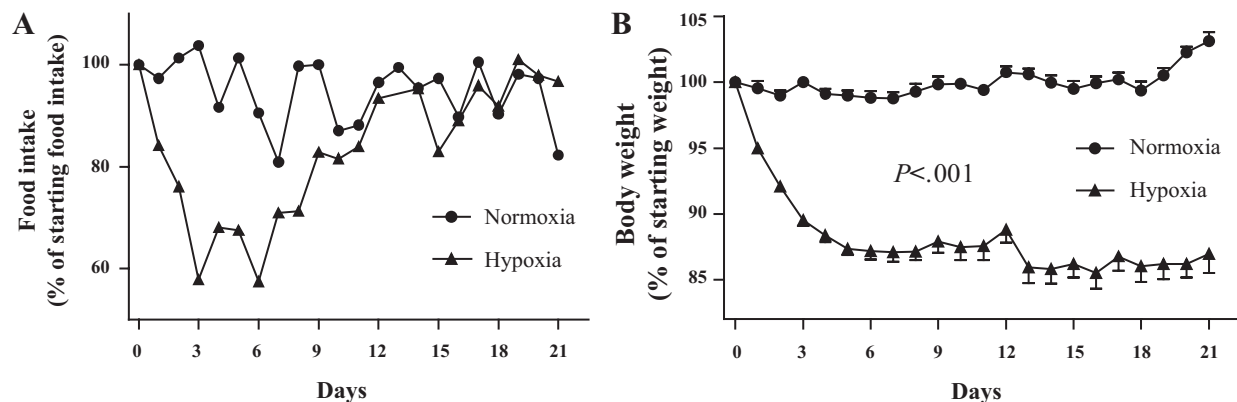 A
Food intake
(% of starting food intake)
100
80
60
Normoxia
Hypoxia
0 3 6 9 12 15 18 21
Days
B
Body weight
(% of starting weight)
105
100
95
90
85
P<.001
Normoxia
Hypoxia
0 3 6 9 12 15 18 21
Days